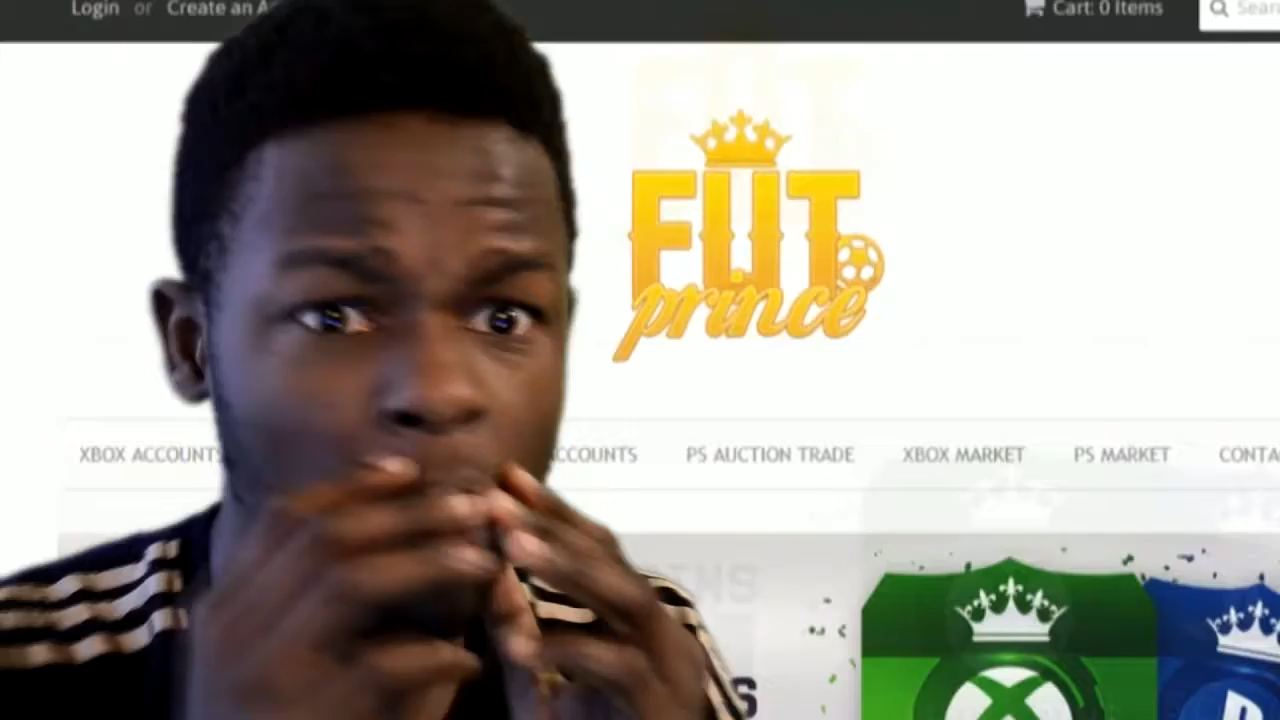 Login or Create an A
Cart: 0 Items
Sear
FUT
prince
XBOX ACCOUNTS
CCOUNTS
PS AUCTION TRADE
XBOX MARKET
PS MARKET
CONTA
S